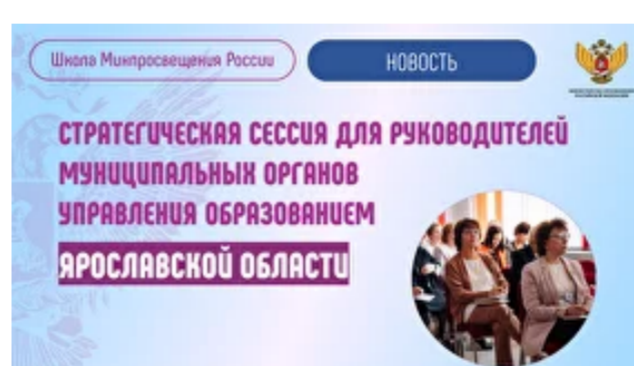 Школа Минпросвещения России
НОВОСТЬ
СТРАТЕГИЧЕСКАЯ СЕССИЯ ДЛЯ РУКОВОДИТЕЛЕЙ
МУНИЦИПАЛЬНЫХ ОРГАНОВ
УПРАВЛЕНИЯ ОБРАЗОВАНИЕМ
ЯРОСЛАВСКОЙ ОБЛАСТИ